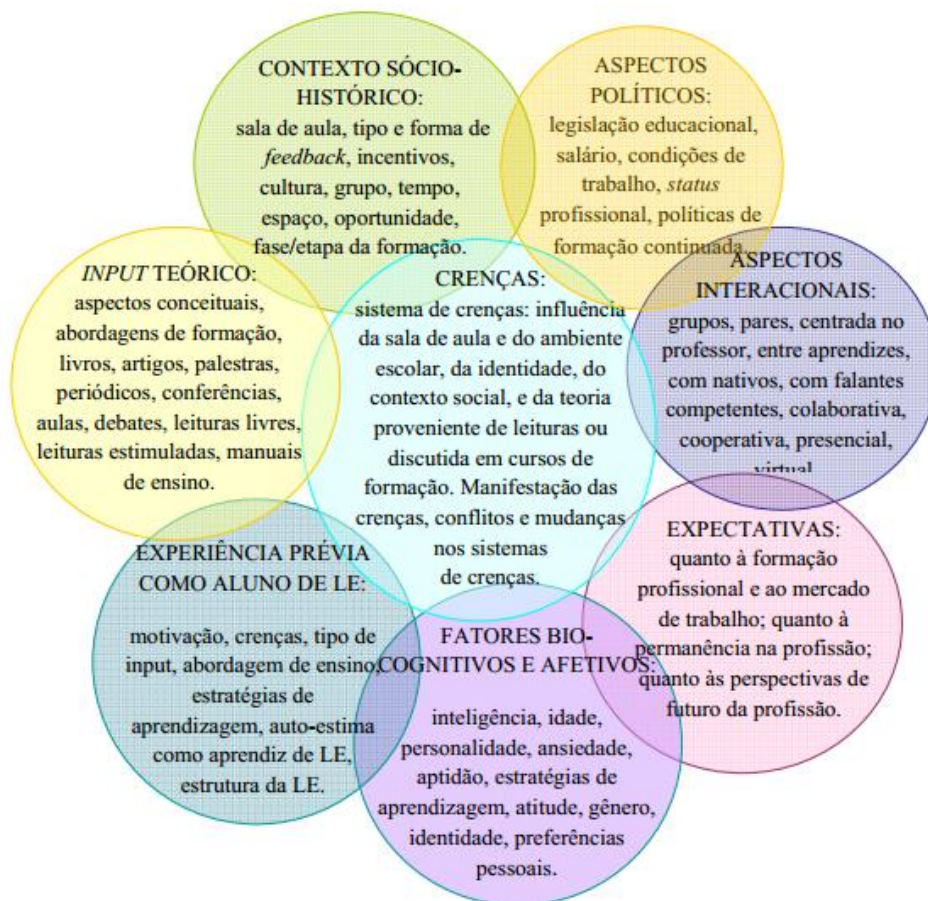 CONTEXTO SÓCIO-
HISTÓRICO:
sala de aula, tipo e forma de
feedback, incentivos,
cultura, grupo, tempo,
espaço, oportunidade,
fase/etapa da formação.
ASPECTOS
POLÍTICOS:
legislação educacional,
salário, condições de
trabalho, status
profissional, políticas de
formação continuada.
INPUT TEÓRICO:
aspectos conceituais,
abordagens de formação,
livros, artigos, palestras,
periódicos, conferências,
aulas, debates, leituras livres,
leituras estimuladas, manuais
de ensino.
CRENÇAS:
sistema de crenças: influência
da sala de aula e do ambiente
escolar, da identidade, do
contexto social, e da teoria
proveniente de leituras ou
discutida em cursos de
formação. Manifestação das
crenças, conflitos e mudanças
nos sistemas
de crenças.
ASPECTOS
INTERACIONAIS:
grupos, pares, centrada no
professor, entre aprendizes,
com nativos, com falantes
competentes, colaborativa,
cooperativa, presencial,
virtual
EXPERIÊNCIA PRÉVIA
COMO ALUNO DE LE:
motivação, crenças, tipo de
input, abordagem de ensino,
estratégias de
aprendizagem, auto-estima
como aprendiz de LE,
estrutura da LE.
FATORES BIO-
COGNITIVOS E AFETIVOS:
inteligência, idade,
personalidade, ansiedade,
aptidão, estratégias de
aprendizagem, atitude, gênero,
identidade, preferências
pessoais.
EXPECTATIVAS:
quanto à formação
profissional e ao mercado
de trabalho; quanto à
permanência na profissão;
quanto às perspectivas de
futuro da profissão.